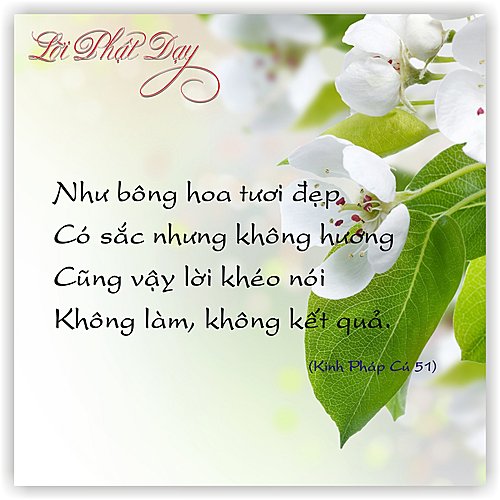 Lời Phật Dạy
Như bông hoa tươi đẹp
Có sắc nhưng không hương
Cũng vậy lời khéo nói
Không làm, không kết quả.
(Kinh Pháp Cú 51)